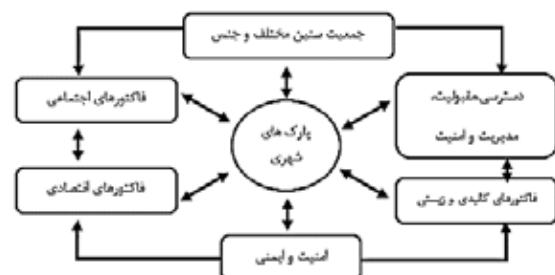 جمعیت سنین مختلف و جنس
فاکتورهای اجتماعی
دسترسی،مقبولیت،
مدیریت و امنیت
پارک های
شهری
فاکتورهای اقتصادی
فاکتورهای کالبدی و زیستی
امنیت و ایمنی